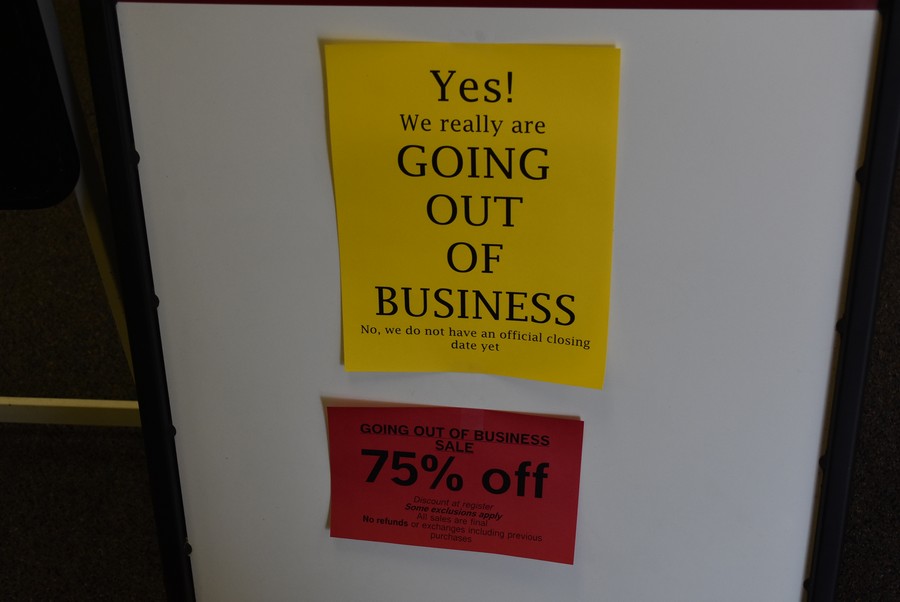 Yes!
We really are
GOING
OUT
OF
BUSINESS
No, we do not have an official closing
date yet
GOING OUT OF BUSINESS
SALE
75% off
Discount at register
Some exclusions apply
All sales are final
No refunds or exchanges including previous
purchases